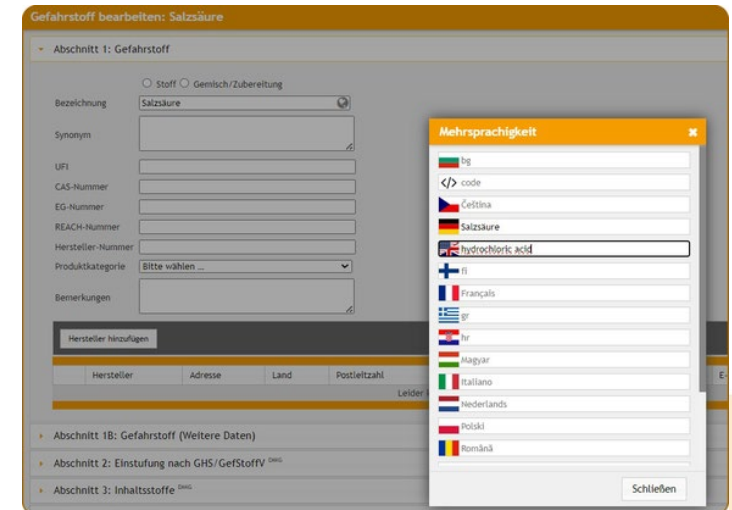 Gefahrstoff bearbeiten: Salzsäure
Abschnitt 1: Gefahrstoff
Stoff Gemisch/Zubereitung
Bezeichnung Salzsäure
Synonym
UFI
CAS-Nummer
EG-Nummer
REACH-Nummer
Hersteller-Nummer
Produktkategorie Bitte wählen ...
Bemerkungen
Hersteller hinzufügen
Hersteller Adresse Land Postleitzahl E-
Leider
Abschnitt 1B: Gefahrstoff (Weitere Daten)
Abschnitt 2: Einstufung nach GHS/GefStoffV
Abschnitt 3: Inhaltsstoffe
Mehrsprachigkeit
bg
</> code
Čeština
Salzsäure
hydrochloric acid
fi
Français
gr
hr
Magyar
Italiano
Nederlands
Polski
Română
Schließen